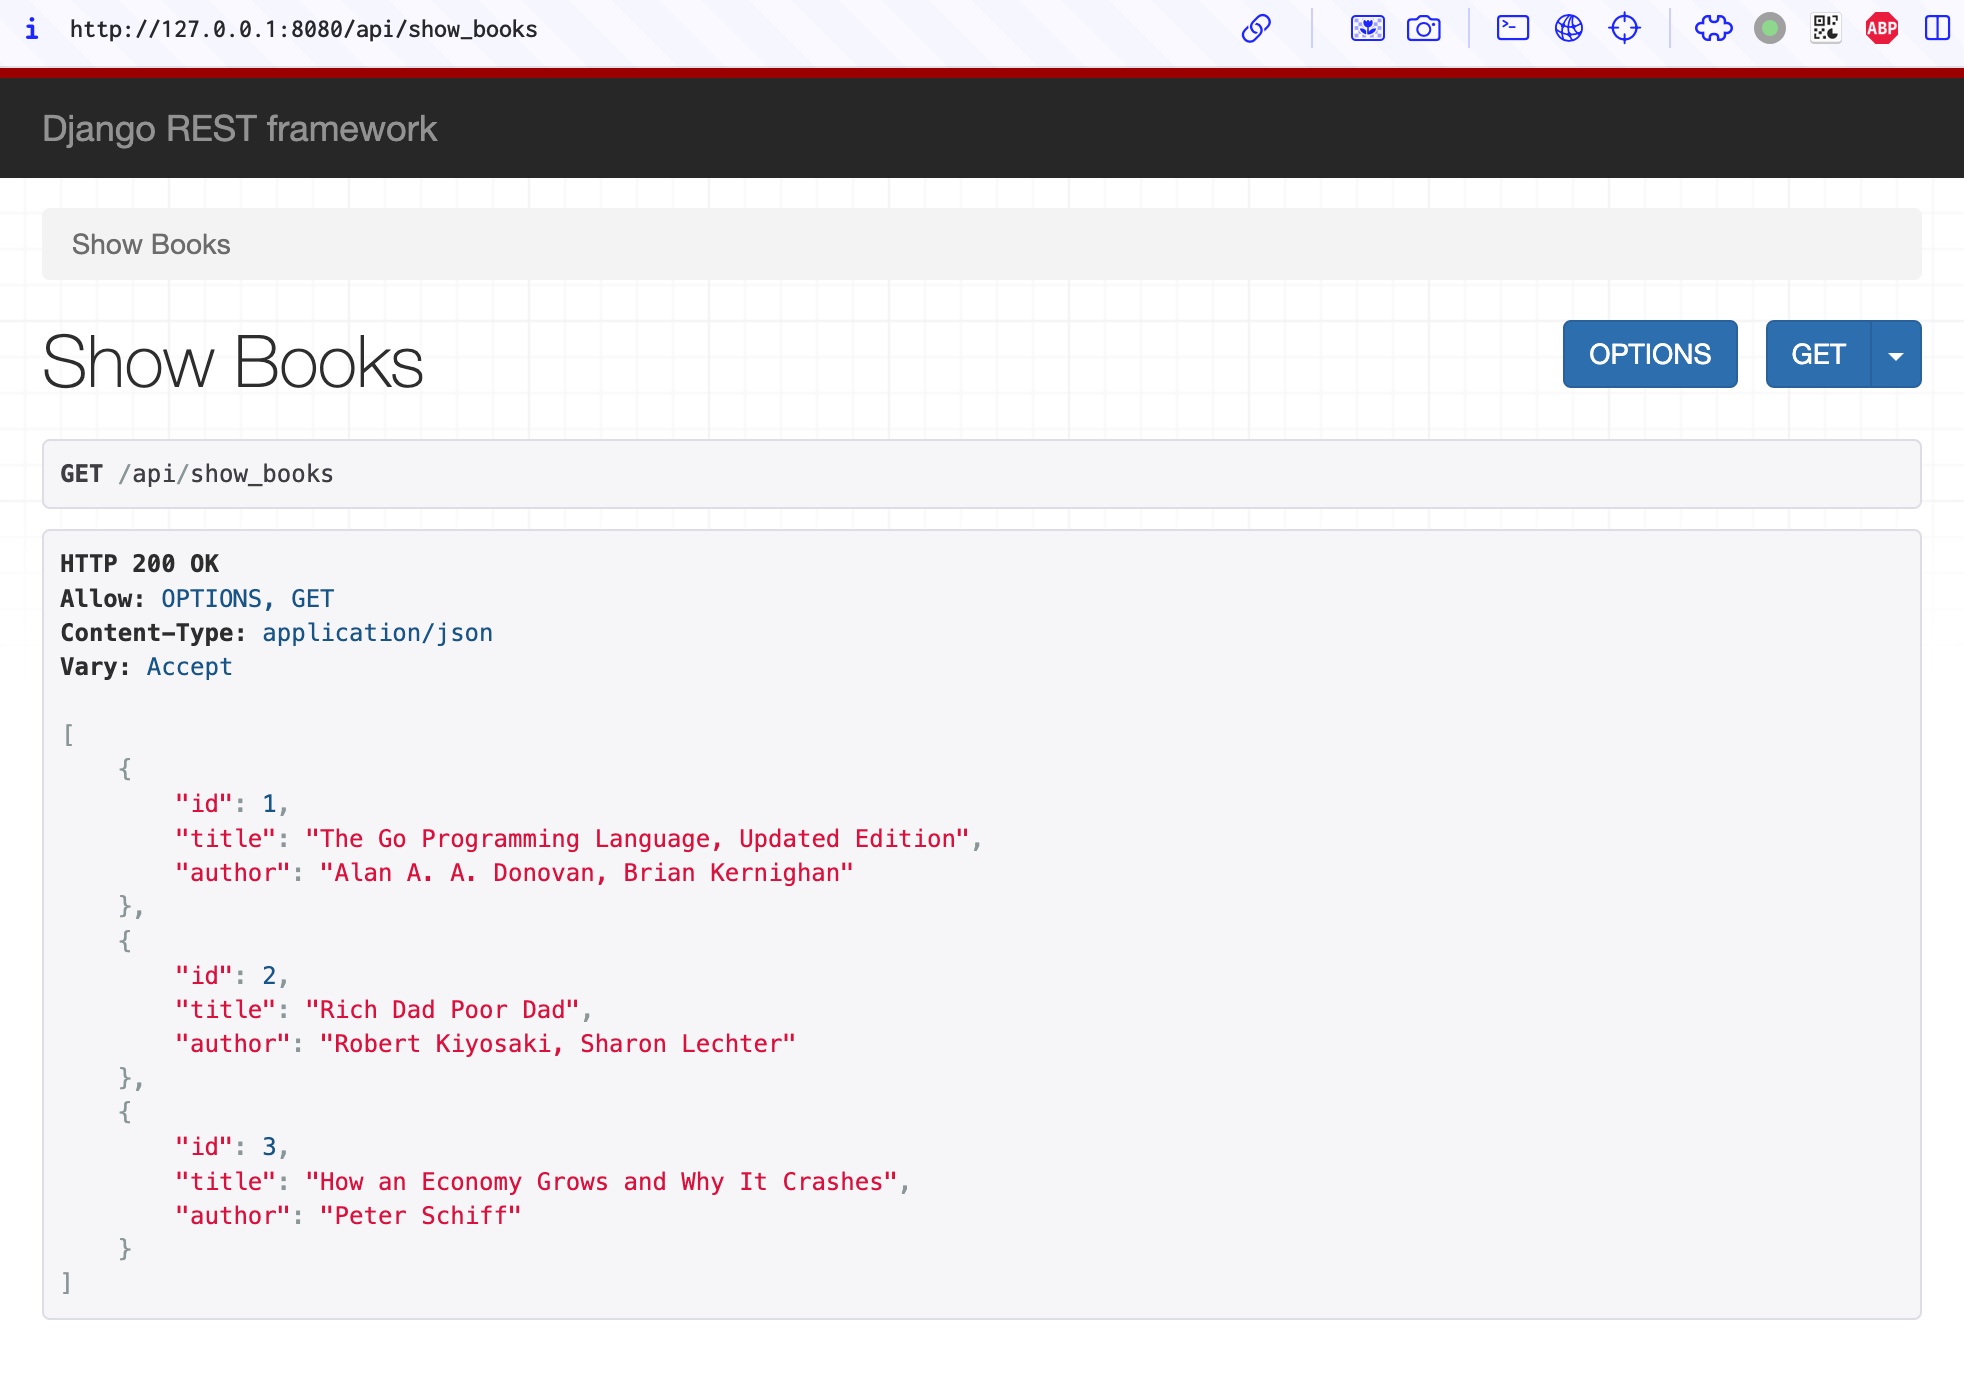 i http://127.0.0.1:8080/api/show_books
ABP
Django REST framework
Show Books
Show Books
OPTIONS GET
GET /api/show_books
HTTP 200 OK
Allow: OPTIONS, GET
Content-Type: application/json
Vary: Accept
[
    {
        "id": 1,
        "title": "The Go Programming Language, Updated Edition",
        "author": "Alan A. A. Donovan, Brian Kernighan"
    },
    {
        "id": 2,
        "title": "Rich Dad Poor Dad",
        "author": "Robert Kiyosaki, Sharon Lechter"
    },
    {
        "id": 3,
        "title": "How an Economy Grows and Why It Crashes",
        "author": "Peter Schiff"
    }
]